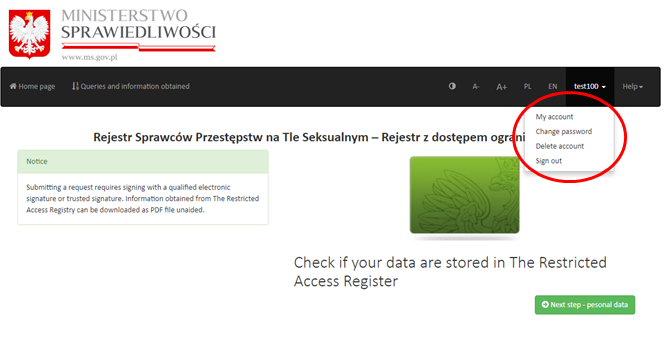 MINISTERSTWO
SPRAWIEDLIWOŚCI
www.ms.gov.pl
Home page Queries and information obtained A- A+ PL EN test100 Help
My account
Change password
Delete account
Sign out
Rejestr Sprawców Przestępstw na Tle Seksualnym – Rejestr z dostępem
Notice
Submitting a request requires signing with a qualified electronic
signature or trusted signature. Information obtained from The Restricted
Access Registry can be downloaded as PDF file unaided.
Check if your data are stored in The Restricted
Access Register
Next step - pesonal data